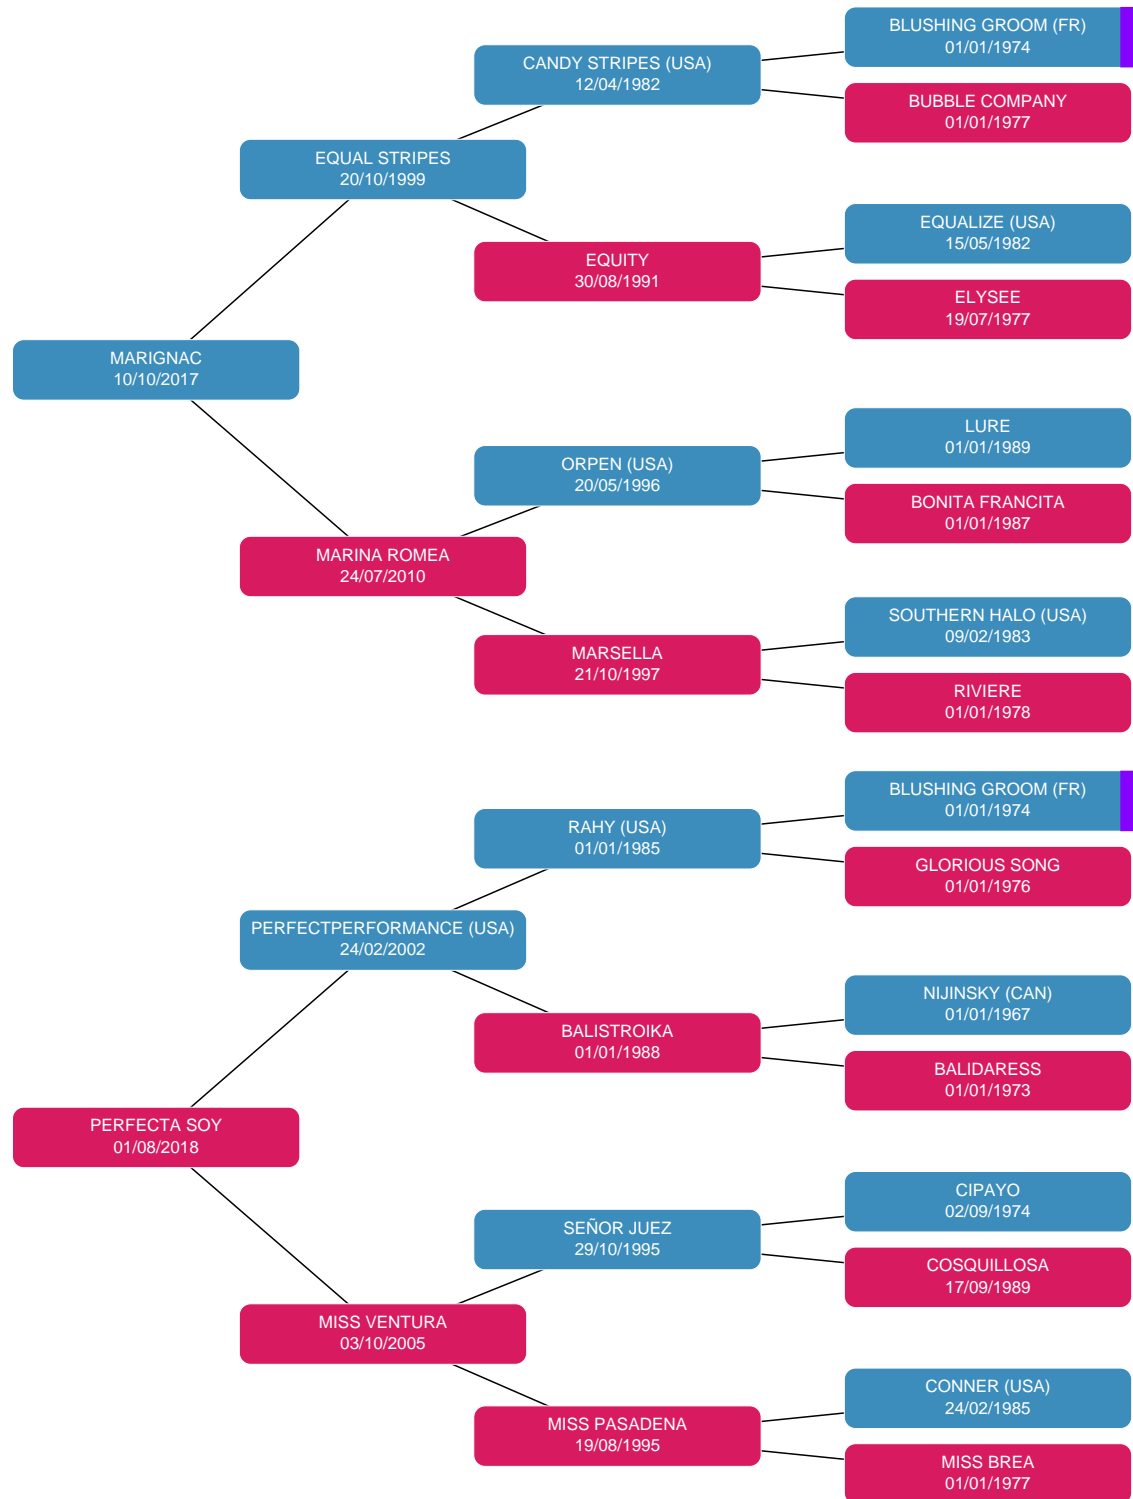 BLUSHING GROOM (FR)
01/01/1974
CANDY STRIPES (USA)
12/04/1982
BUBBLE COMPANY
01/01/1977
EQUAL STRIPES
20/10/1999
EQUALIZE (USA)
15/05/1982
EQUITY
30/08/1991
ELYSEE
19/07/1977
MARIGNAC
10/10/2017
LURE
01/01/1989
ORPEN (USA)
20/05/1996
BONITA FRANCITA
01/01/1987
MARINA ROMEA
24/07/2010
SOUTHERN HALO (USA)
09/02/1983
MARSELLA
21/10/1997
RIVIERE
01/01/1978
BLUSHING GROOM (FR)
01/01/1974
RAHY (USA)
01/01/1985
GLORIOUS SONG
01/01/1976
PERFECTPERFORMANCE (USA)
24/02/2002
NIJINSKY (CAN)
01/01/1967
BALISTROIKA
01/01/1988
BALIDARESS
01/01/1973
PERFECTA SOY
01/08/2018
CIPAYO
02/09/1974
SEÑOR JUEZ
29/10/1995
COSQUILLOSA
17/09/1989
MISS VENTURA
03/10/2005
CONNER (USA)
24/02/1985
MISS PASADENA
19/08/1995
MISS BREA
01/01/1977